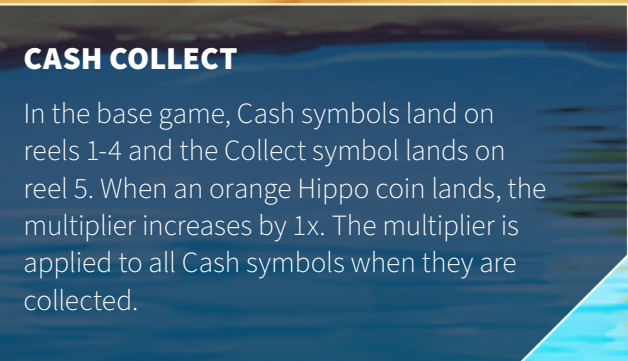 CASH COLLECT
In the base game, Cash symbols land on
reels 1-4 and the Collect symbol lands on
reel 5. When an orange Hippo coin lands, the
multiplier increases by 1x. The multiplier is
applied to all Cash symbols when they are
collected.